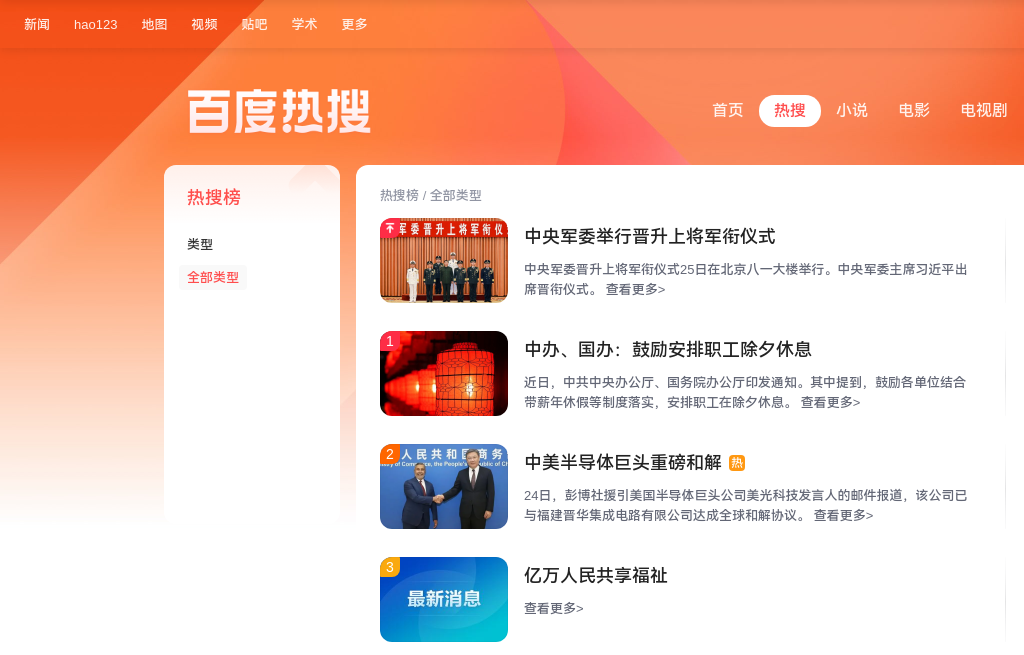 新闻 hao123 地图 视频 贴吧 学术 更多
百度热搜
首页 热搜 小说 电影 电视剧
热搜榜
类型
全部类型
热搜榜 / 全部类型
军委晋升上将军衔仪
中央军委举行晋升上将军衔仪式
中央军委晋升上将军衔仪式25日在北京八一大楼举行。中央军委主席习近平出
席晋衔仪式。 查看更多>
1
中办、国办：鼓励安排职工除夕休息
近日，中共中央办公厅、国务院办公厅印发通知。其中提到，鼓励各单位结合
带薪年休假等制度落实，安排职工在除夕休息。 查看更多>
2
人民共和国商务
of Commerce, the People's Republic of Ch
中美半导体巨头重磅和解 热
24日，彭博社援引美国半导体巨头公司美光科技发言人的邮件报道，该公司已
与福建晋华集成电路有限公司达成全球和解协议。 查看更多>
3
最新消息
亿万人民共享福祉
查看更多>